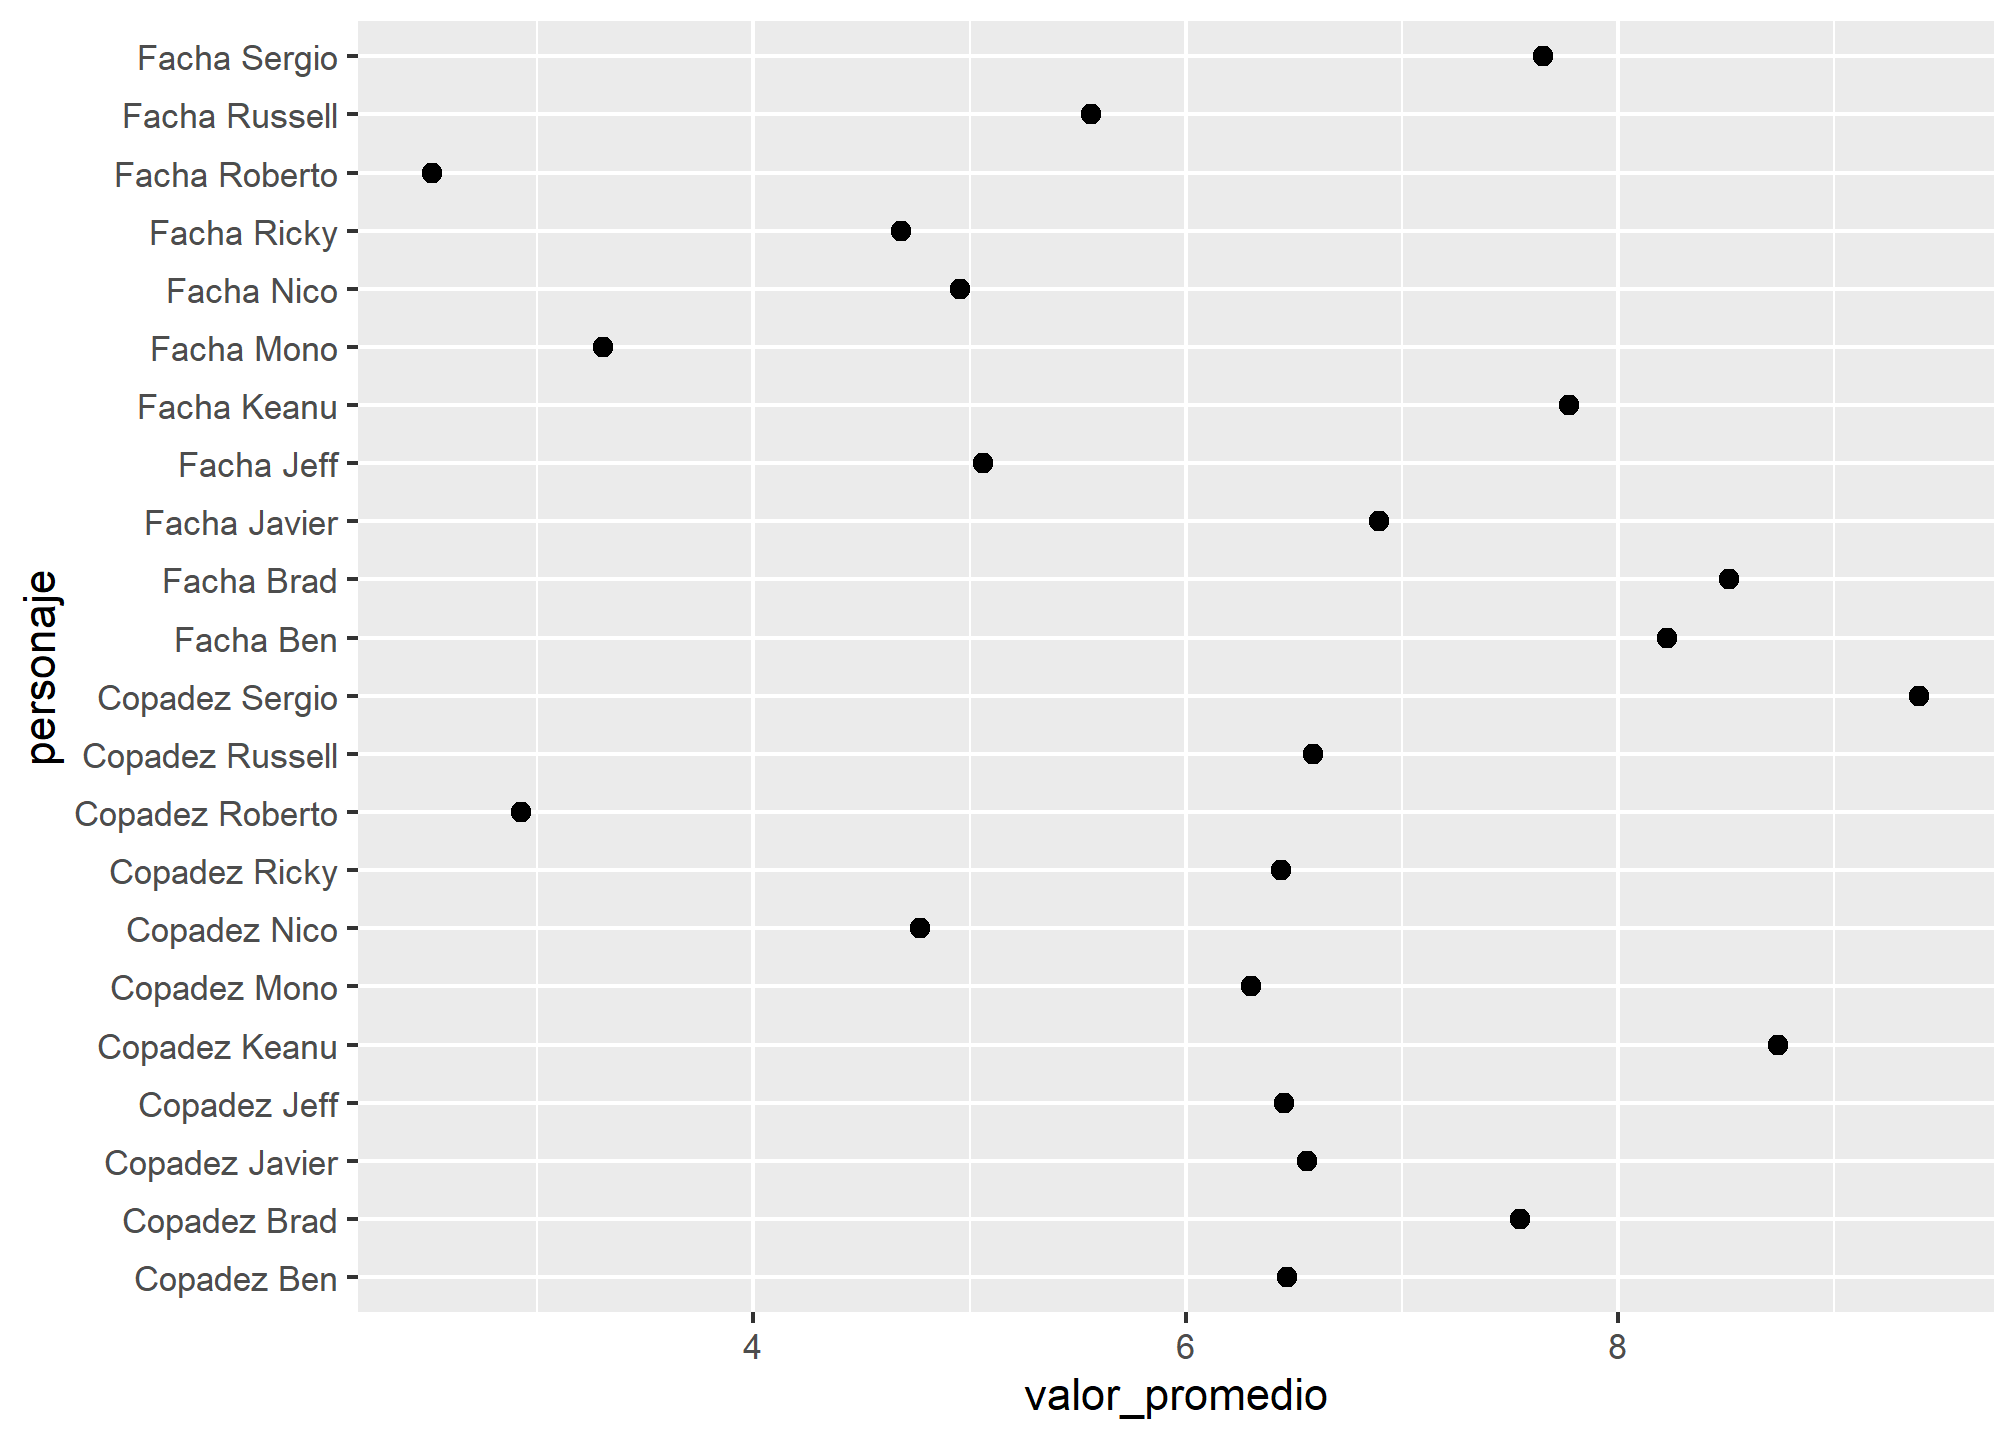 Facha Sergio
Facha Russell
Facha Roberto
Facha Ricky
Facha Nico
Facha Mono
Facha Keanu
Facha Jeff
Facha Javier
Facha Brad
Facha Ben
Copadez Sergio
Copadez Russell
Copadez Roberto
Copadez Ricky
Copadez Nico
Copadez Mono
Copadez Keanu
Copadez Jeff
Copadez Javier
Copadez Brad
Copadez Ben
personaje
4 6 8
valor_promedio